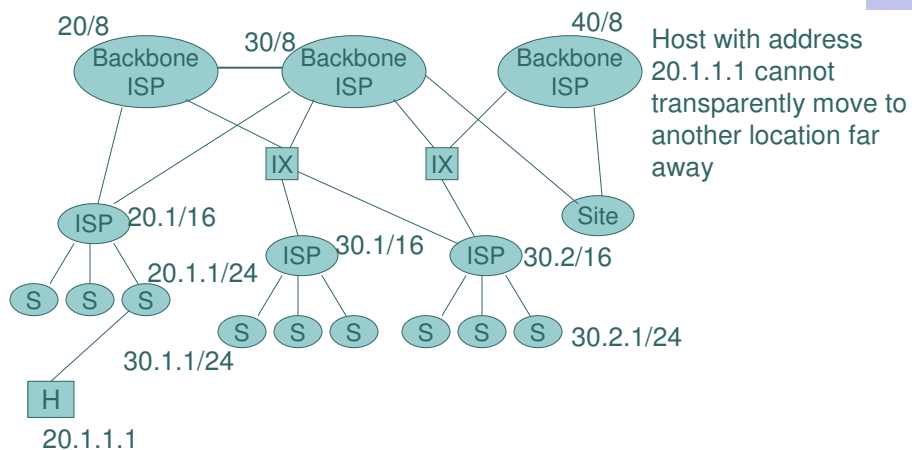 20/8
30/8
40/8
Backbone
ISP
Backbone
ISP
Backbone
ISP
Host with address
20.1.1.1 cannot
transparently move to
another location far
away
IX
IX
ISP
20.1/16
Site
ISP
30.1/16
ISP
30.2/16
20.1.1/24
S
S
S
S
S
S
S
S
S
30.2.1/24
30.1.1/24
H
20.1.1.1